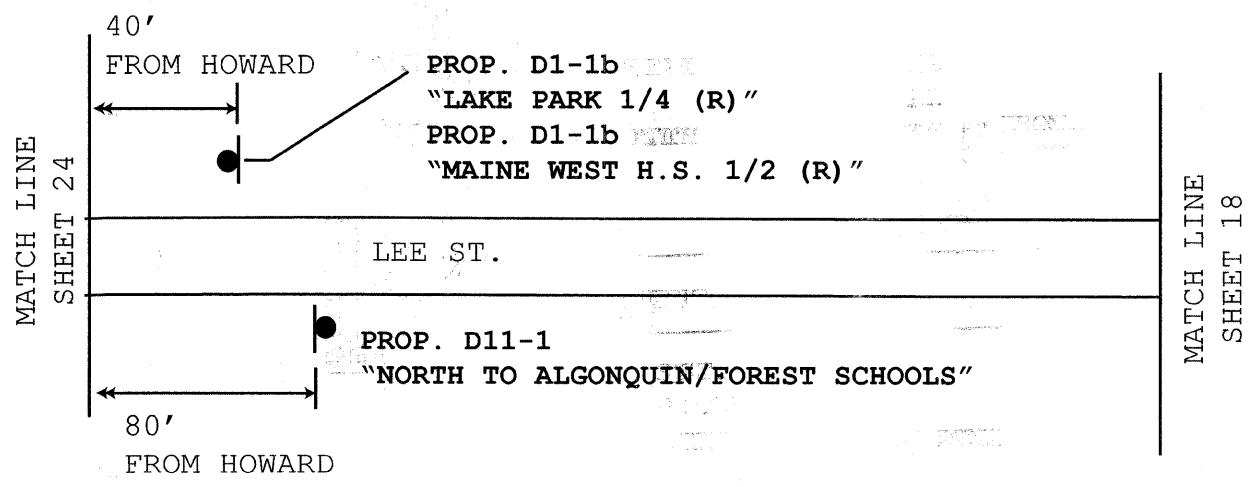 40'
FROM HOWARD
PROP. D1-1b
"LAKE PARK 1/4 (R)"
PROP. D1-1b
"MAINE WEST H.S. 1/2 (R)"
MATCH LINE
SHEET 24
LEE ST.
MATCH LINE
SHEET 18
PROP. D11-1
"NORTH TO ALGONQUIN/FOREST SCHOOLS"
80'
FROM HOWARD